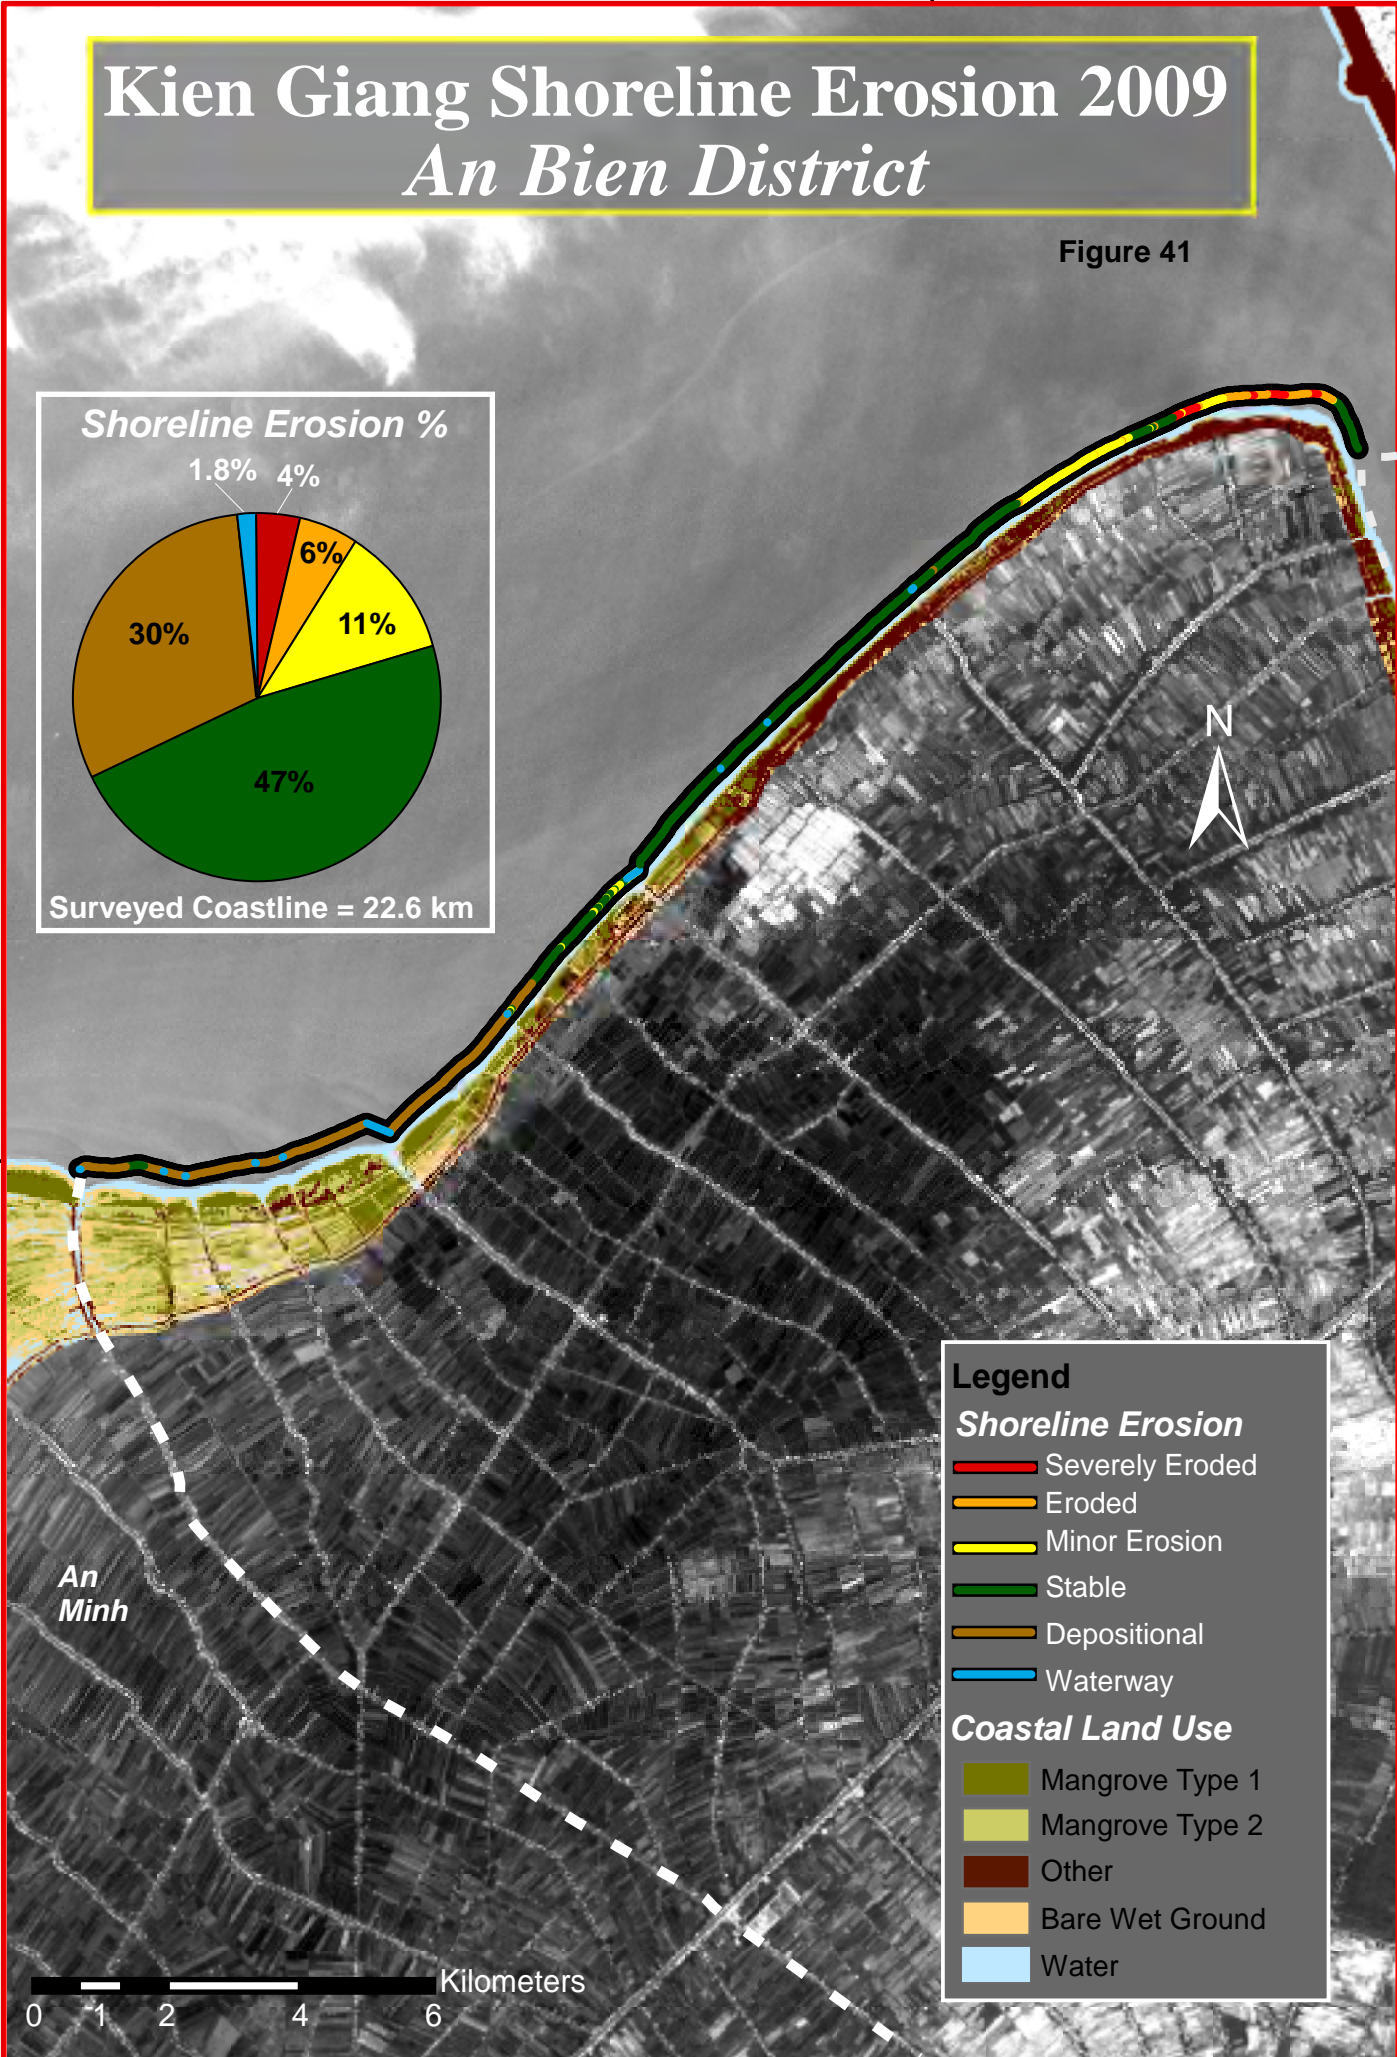 Kien Giang Shoreline Erosion 2009
An Bien District
Figure 41
Shoreline Erosion %
1.8% 4%
6%
11%
30%
47%
Surveyed Coastline = 22.6 km
N
An
Minh
Legend
Shoreline Erosion
Severely Eroded
Eroded
Minor Erosion
Stable
Depositional
Waterway
Coastal Land Use
Mangrove Type 1
Mangrove Type 2
Other
Bare Wet Ground
Water
Kilometers
0 1 2 4 6